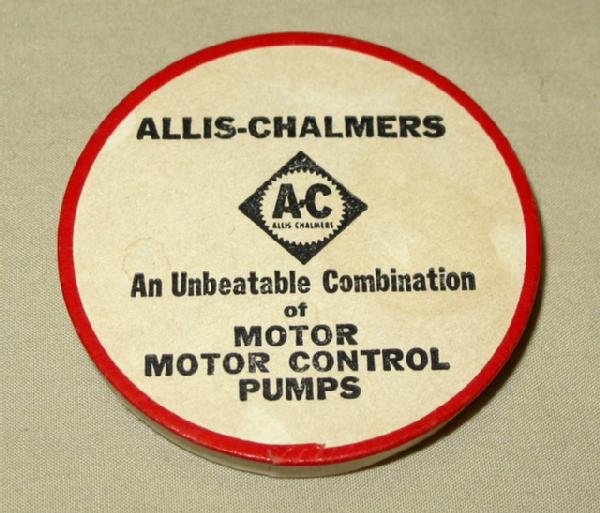 ALLIS-CHALMERS
A-C
ALLIS CHALMERS
An Unbeatable Combination
of
MOTOR
MOTOR CONTROL
PUMPS